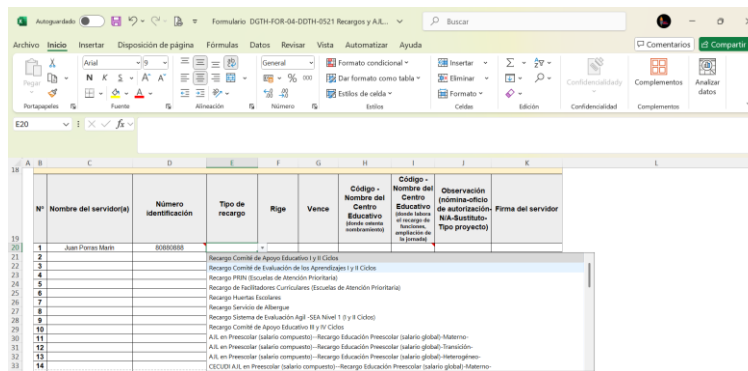 Autoguardado Formulario DGTH-FOR-04-DDTH-0521 Recargos y AJL... Buscar
Archivo Inicio Insertar Disposición de página Fórmulas Datos Revisar Vista Automatizar Ayuda Comentarios Compartir
Pegar Arial 9 General Formato condicional Insertar Confidencialidad Complementos Analizar datos
N K S A A % 000 Dar formato como tabla Eliminar
A Estilos de celda Formato
Portapapeles Fuente Alineación Número Estilos Celdas Edición Confidencialidad Complementos
E20 fx
A B C D E F G H I J K L
18
19 N° Nombre del servidor(a) Número identificación Tipo de recargo Rige Vence Código - Nombre del Centro Educativo (donde ostenta nombramiento) Código - Nombre del Centro Educativo (donde labora el recargo de funciones, ampliación de la jornada) Observación (nómina-oficio de autorización-N/A-Sustituto-Tipo proyecto) Firma del servidor
20 1 Juan Porras Marín 80880888
21 2 Recargo Comité de Apoyo Educativo I y II Ciclos
22 3 Recargo Comité de Evaluación de los Aprendizajes I y II Ciclos
23 4 Recargo PRIN (Escuelas de Atención Prioritaria)
24 5 Recargo de Facilitadores Curriculares (Escuelas de Atención Prioritaria)
25 6 Recargo Huertas Escolares
26 7 Recargo Servicio de Albergue
27 8 Recargo Sistema de Evaluación Agil -SEA Nivel 1 (I y II Ciclos)
28 9 Recargo Comité de Apoyo Educativo III y IV Ciclos
29 10
30 11 AJL en Preescolar (salario compuesto)--Recargo Educación Preescolar (salario global)-Materno-
31 12 AJL en Preescolar (salario compuesto)--Recargo Educación Preescolar (salario global)-Transición-
32 13 AJL en Preescolar (salario compuesto)--Recargo Educación Preescolar (salario global)-Heterogéneo-
33 14 CECUDI AJL en Preescolar (salario compuesto)--Recargo Educación Preescolar (salario global)-Materno-